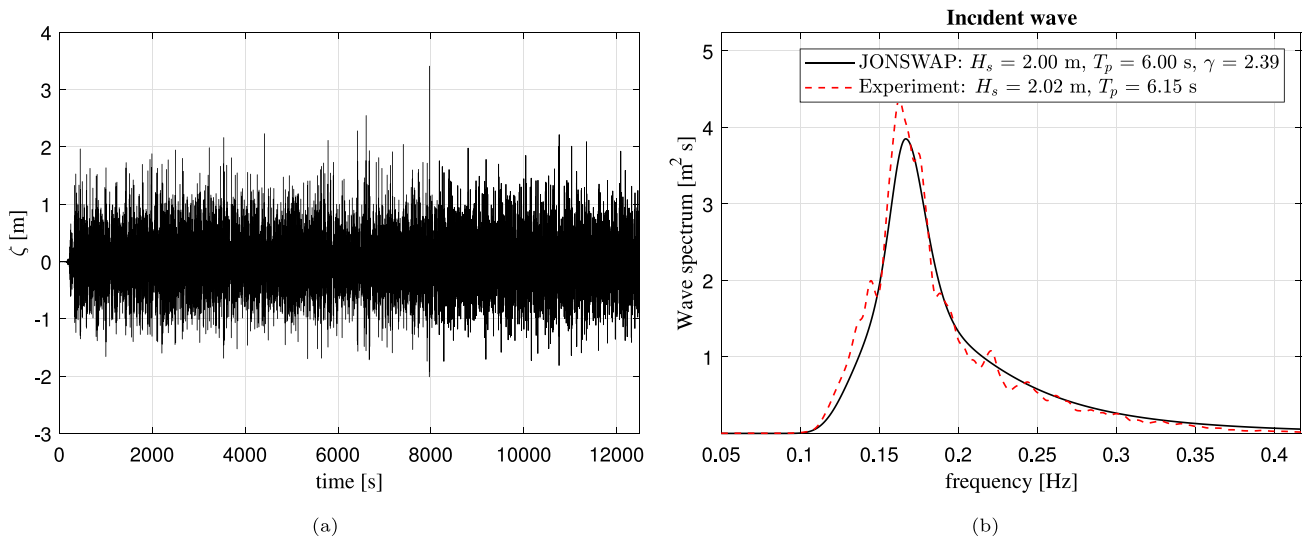 4
3
2
1
0
-1
-2
-3
ζ [m]
0 2000 4000 6000 8000 10000 12000
time [s]
(a)
Incident wave
JONSWAP: H_s = 2.00 m, T_p = 6.00 s, γ = 2.39
Experiment: H_s = 2.02 m, T_p = 6.15 s
5
4
3
2
1
Wave spectrum [m² s]
0.05 0.1 0.15 0.2 0.25 0.3 0.35 0.4
frequency [Hz]
(b)